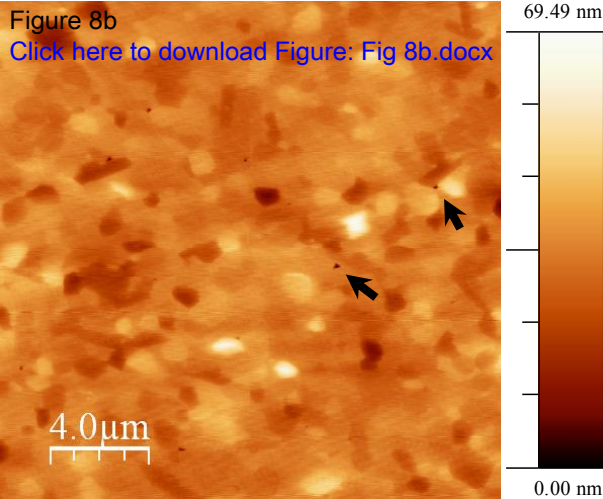 Figure 8b
Click here to download Figure: Fig 8b.docx
69.49 nm
4.0µm
0.00 nm